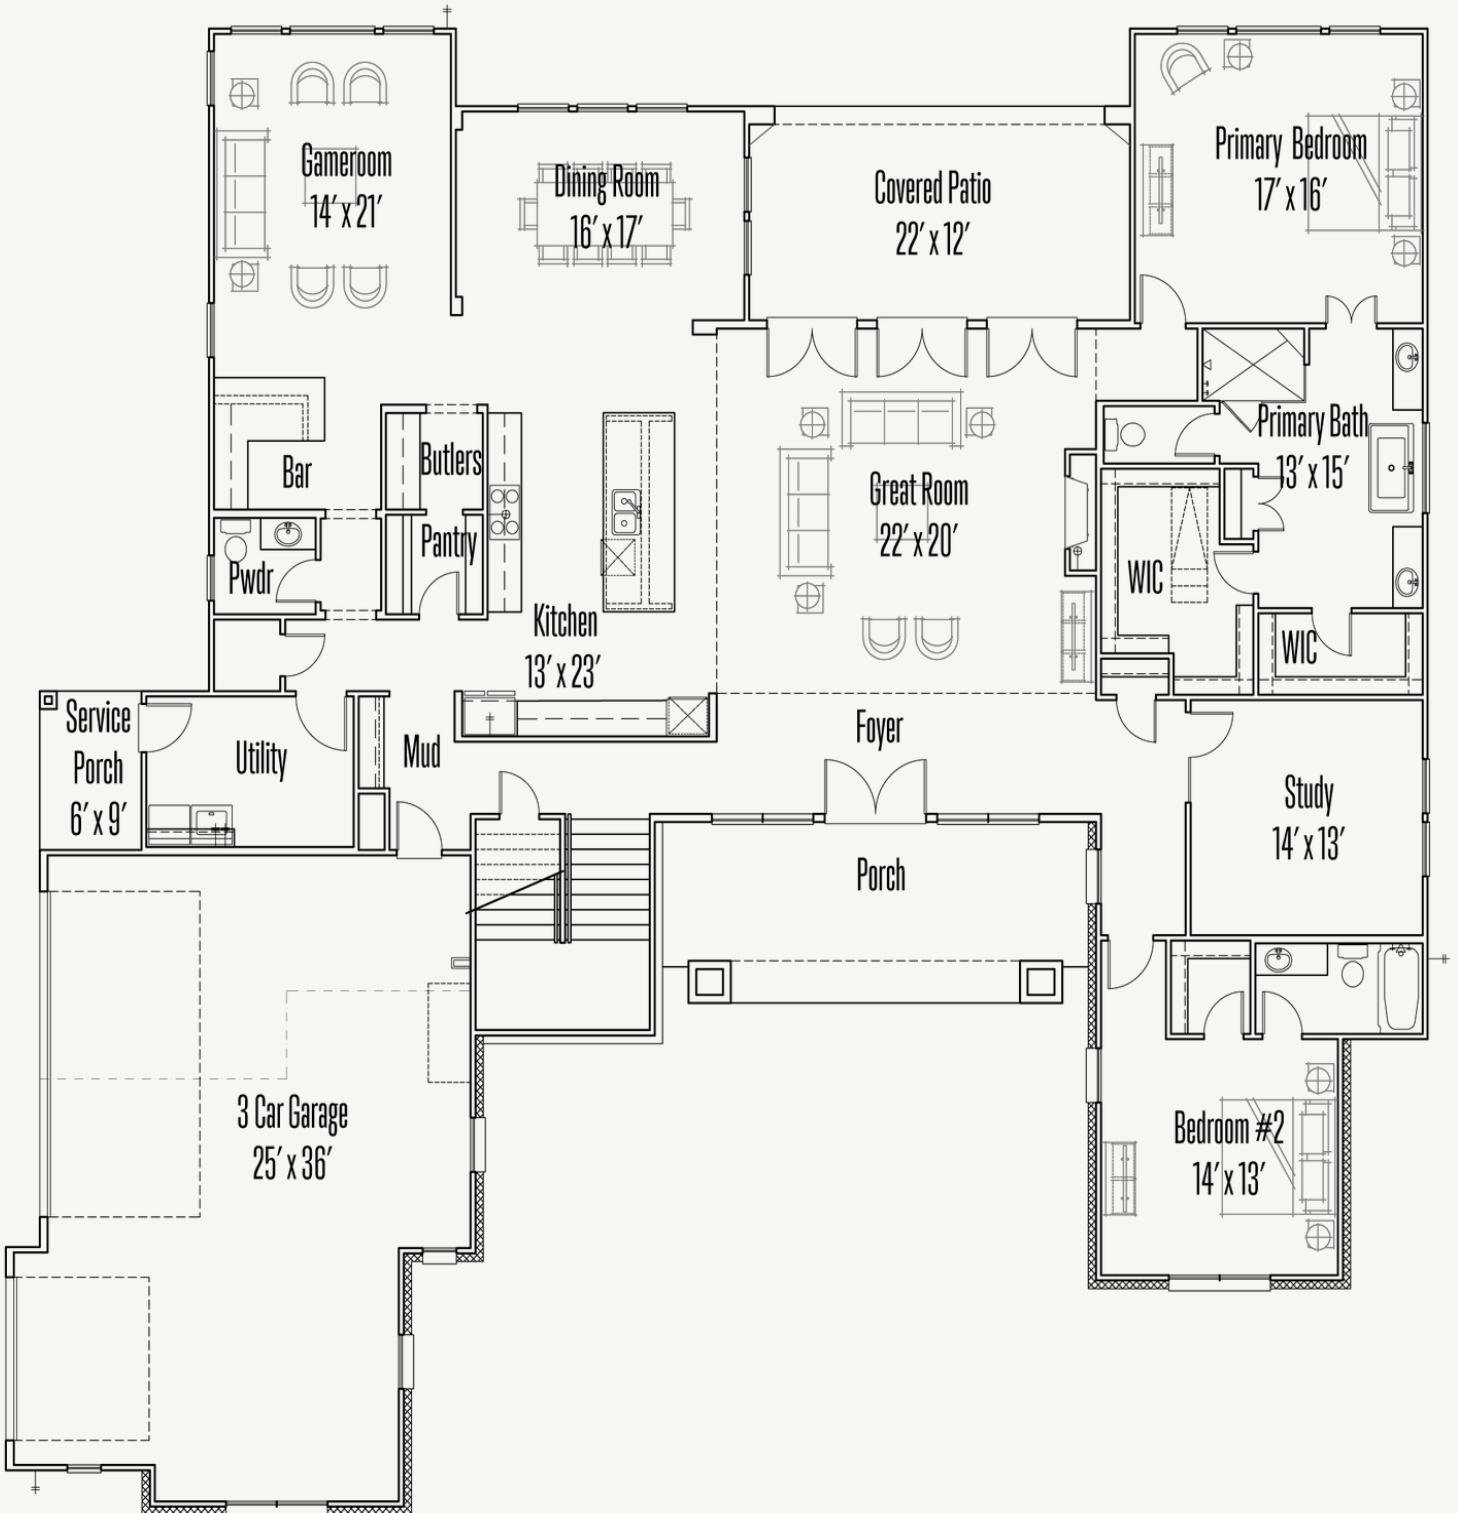 Gameroom
14' x 21'
Dining Room
16' x 17'
Covered Patio
22' x 12'
Primary Bedroom
17' x 16'
Bar
Butlers
Pantry
Pwdr
Kitchen
13' x 23'
Great Room
22' x 20'
Primary Bath
13' x 15'
WIC
WIC
Service
Porch
6' x 9'
Utility
Mud
Foyer
Study
14' x 13'
Porch
3 Car Garage
25' x 36'
Bedroom #2
14' x 13'